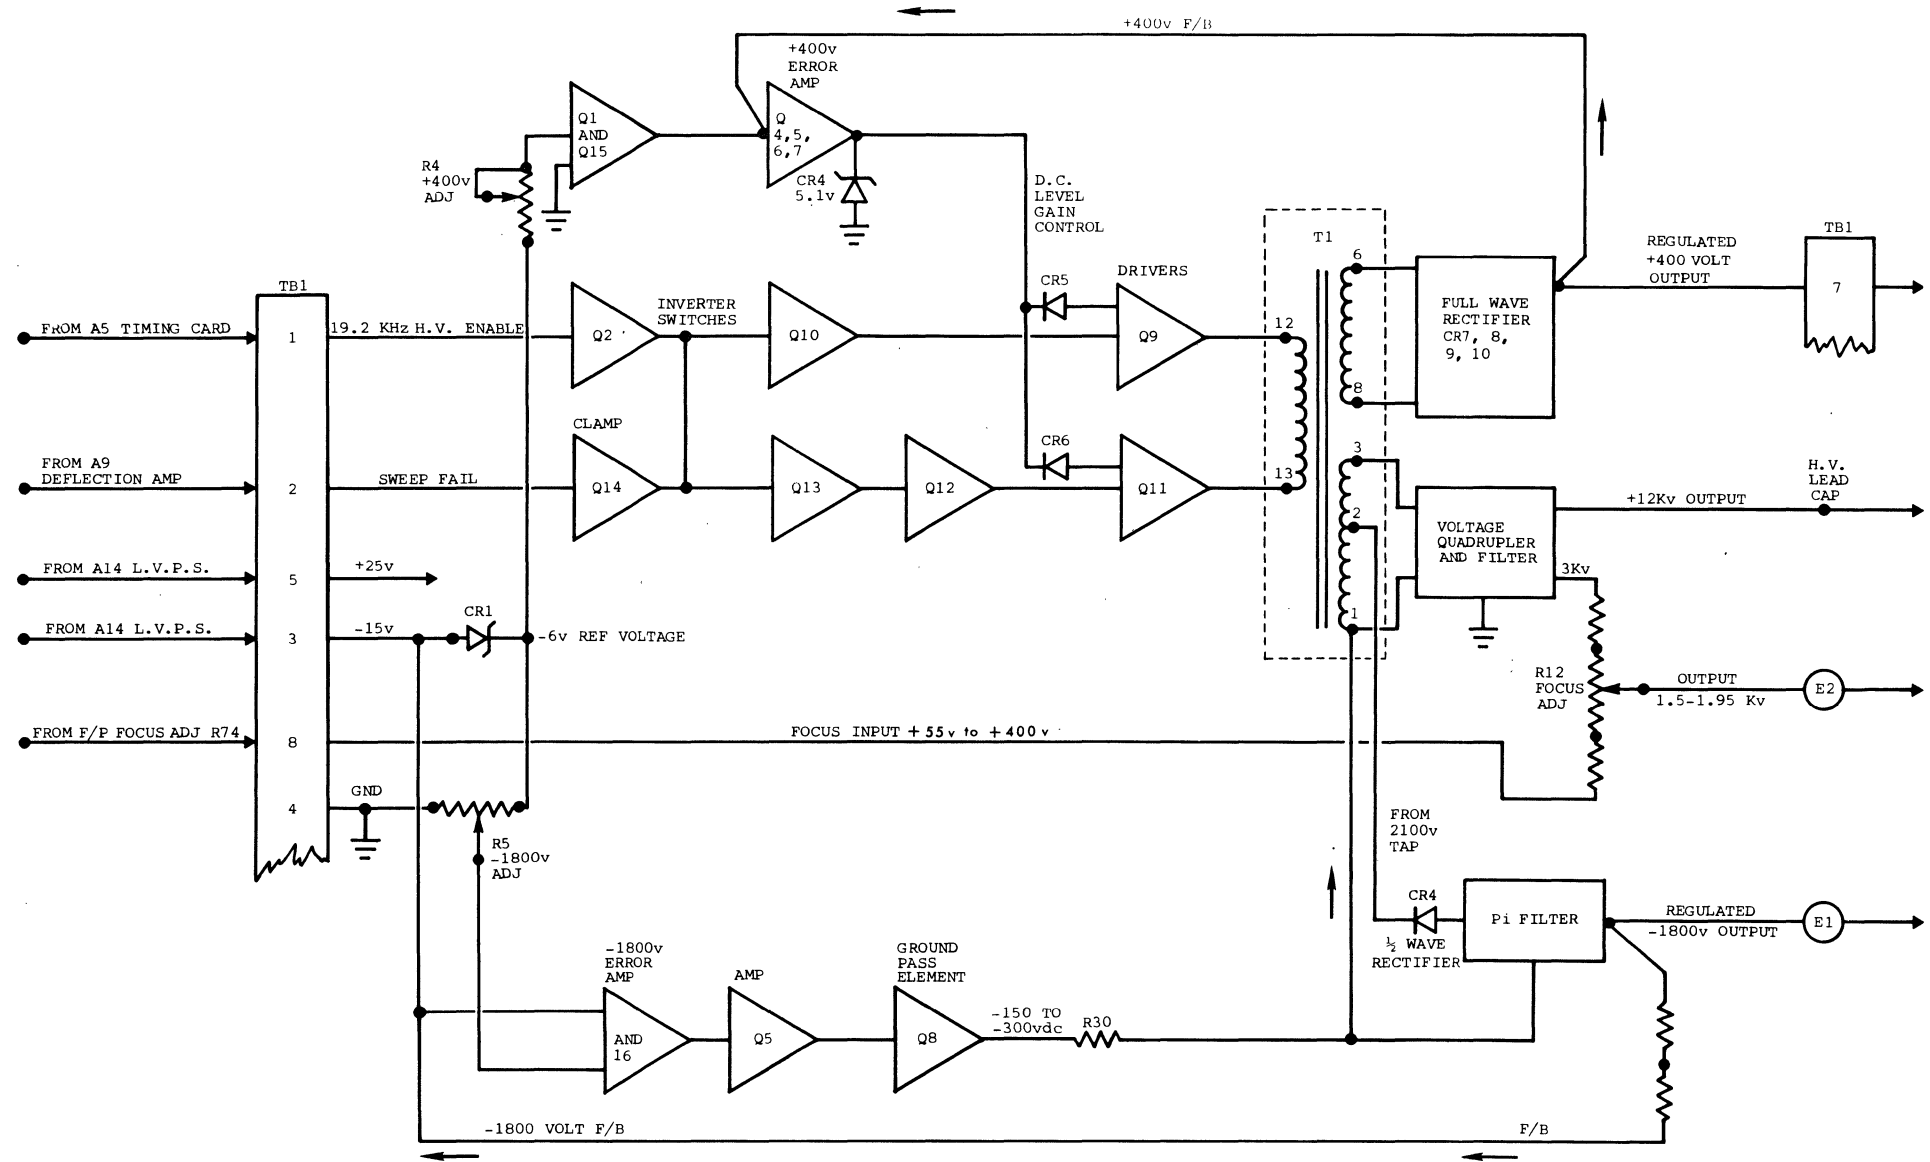 +400v F/B
+400v
ERROR
AMP
Q1
AND
Q15
Q
4,5,
6,7
R4
+400v
ADJ
CR4
5.1v
D.C.
LEVEL
GAIN
CONTROL
T1
TB1
REGULATED
+400 VOLT
OUTPUT
7
6
8
FULL WAVE
RECTIFIER
CR7, 8,
9, 10
DRIVERS
CR5
TB1
FROM A5 TIMING CARD
1
19.2 KHz H.V. ENABLE
Q2
INVERTER
SWITCHES
Q10
Q9
12
FROM A9
DEFLECTION AMP
2
SWEEP FAIL
CLAMP
Q14
Q13
Q12
CR6
Q11
13
3
2
1
VOLTAGE
QUADRUPLER
AND FILTER
+12Kv OUTPUT
H.V.
LEAD
CAP
3Kv
FROM A14 L.V.P.S.
5
+25v
FROM A14 L.V.P.S.
3
-15v
CR1
-6v REF VOLTAGE
R12
FOCUS
ADJ
OUTPUT
1.5-1.95 Kv
E2
FROM F/P FOCUS ADJ R74
8
FOCUS INPUT +55v to +400v
4
GND
R5
-1800v
ADJ
FROM
2100v
TAP
CR4
½ WAVE
RECTIFIER
Pi FILTER
REGULATED
-1800v OUTPUT
E1
-1800v
ERROR
AMP
AND
16
AMP
Q5
GROUND
PASS
ELEMENT
Q8
-150 TO
-300vdc
R30
-1800 VOLT F/B
F/B